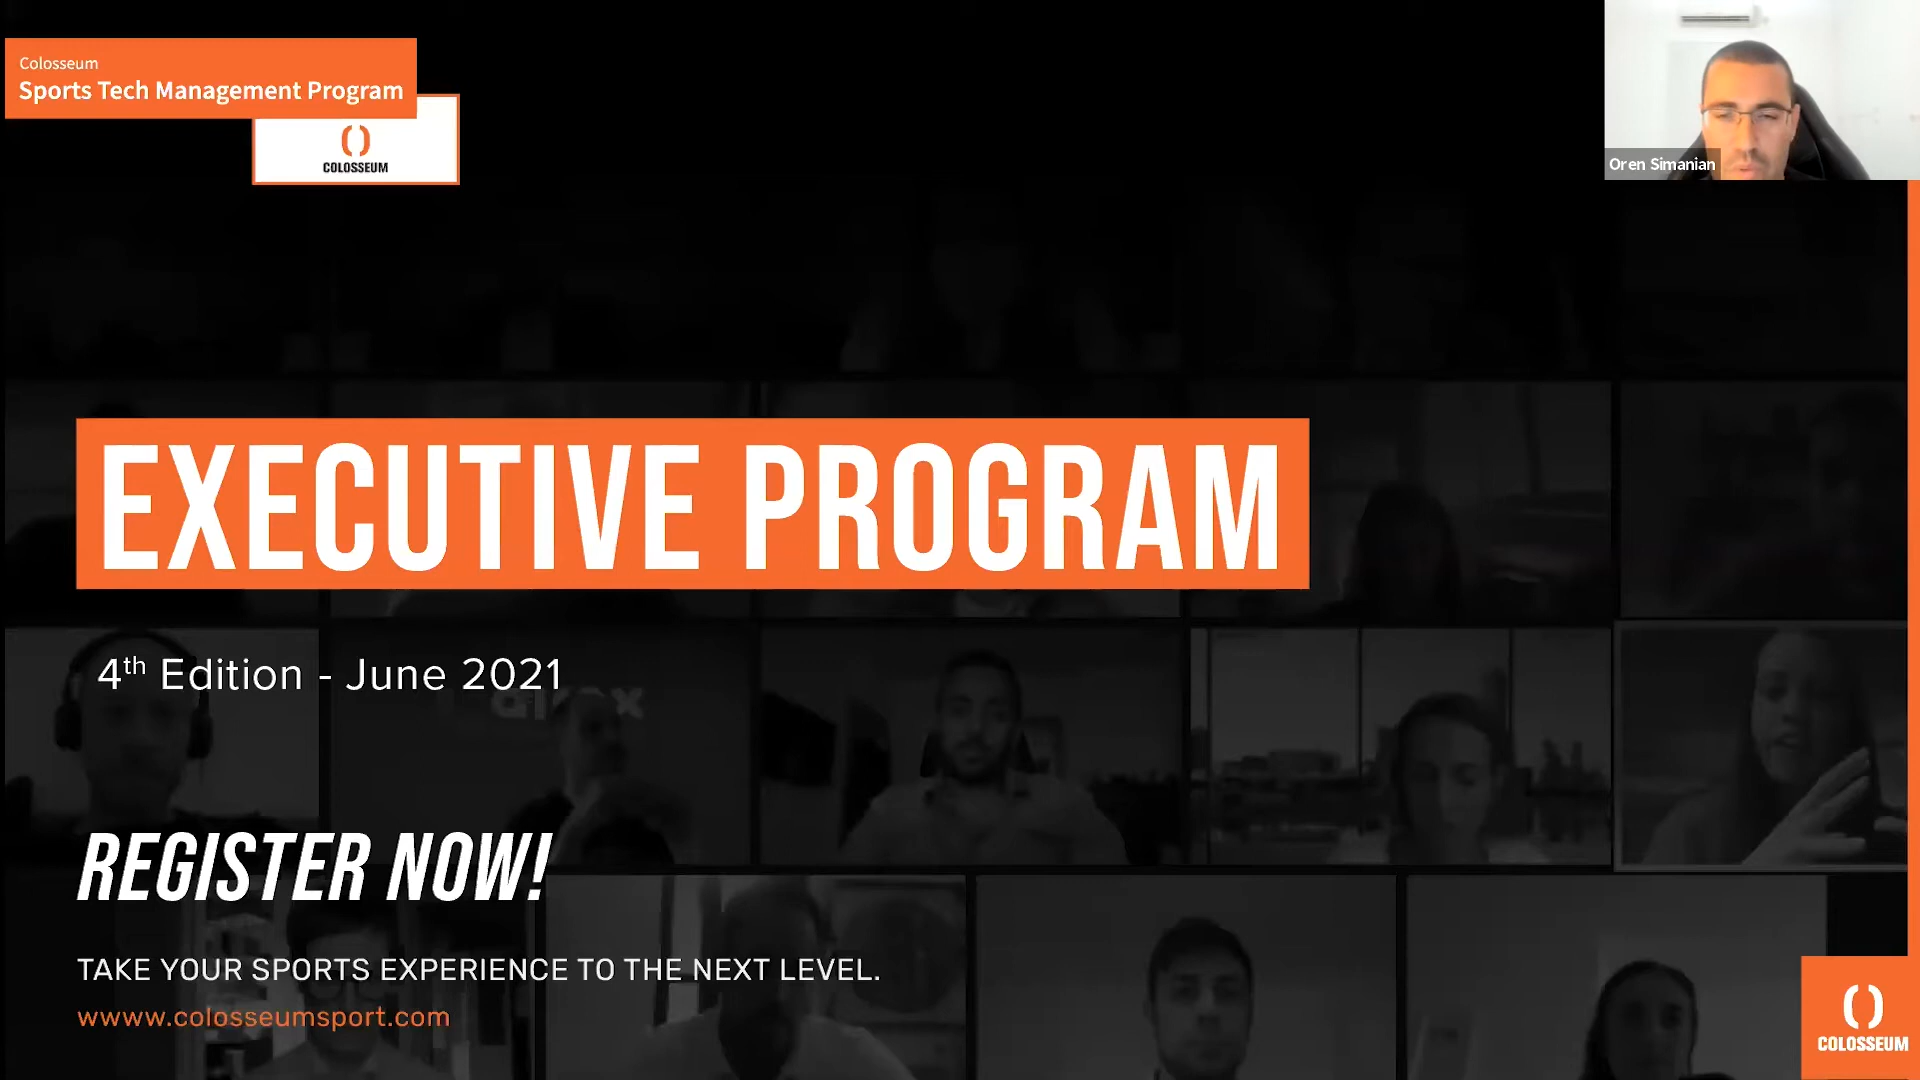 Colosseum
Sports Tech Management Program
COLOSSEUM
Oren Simanian
EXECUTIVE PROGRAM
4th Edition - June 2021
REGISTER NOW!
TAKE YOUR SPORTS EXPERIENCE TO THE NEXT LEVEL.
wwww.colosseumsport.com
COLOSSEUM